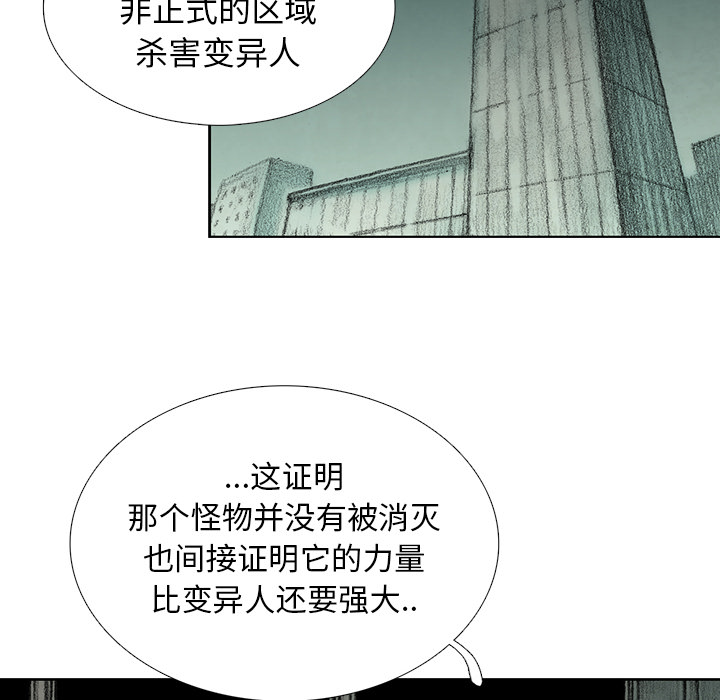 非正式的区域
杀害变异人
...这证明
那个怪物并没有被消灭
也间接证明它的力量
比变异人还要强大..